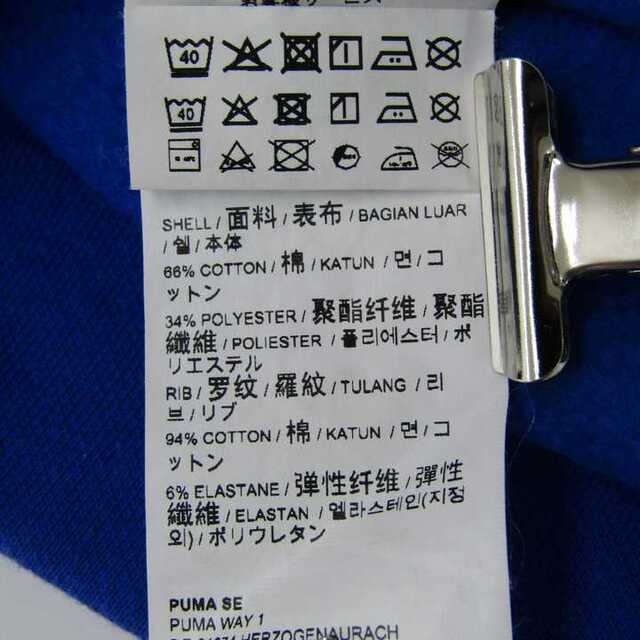 40
40
SHELL / 面料 / 表布 / BAGIAN LUAR
/ 쉘 / 本体
66% COTTON / 棉 / KATUN / 면 / コ
ットン
34% POLYESTER / 聚酯纤维 / 聚酯
纖維 / POLIESTER / 폴리에스터 / ポ
リエステル
RIB / 罗纹 / 羅紋 / TULANG / 리
브 / リブ
94% COTTON / 棉 / KATUN / 면 / コ
ットン
6% ELASTANE / 弹性纤维 / 彈性
纖維 / ELASTAN / 엘라스테인(지정
외) / ポリウレタン
PUMA SE
PUMA WAY 1
HERZOGENAURACH